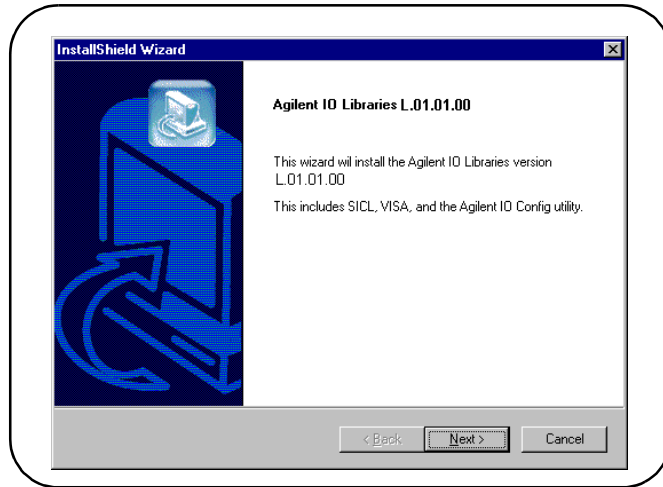 InstallShield Wizard
Agilent IO Libraries L.01.01.00
This wizard wil install the Agilent IO Libraries version
L.01.01.00
This includes SICL, VISA, and the Agilent IO Config utility.
< Back
Next >
Cancel